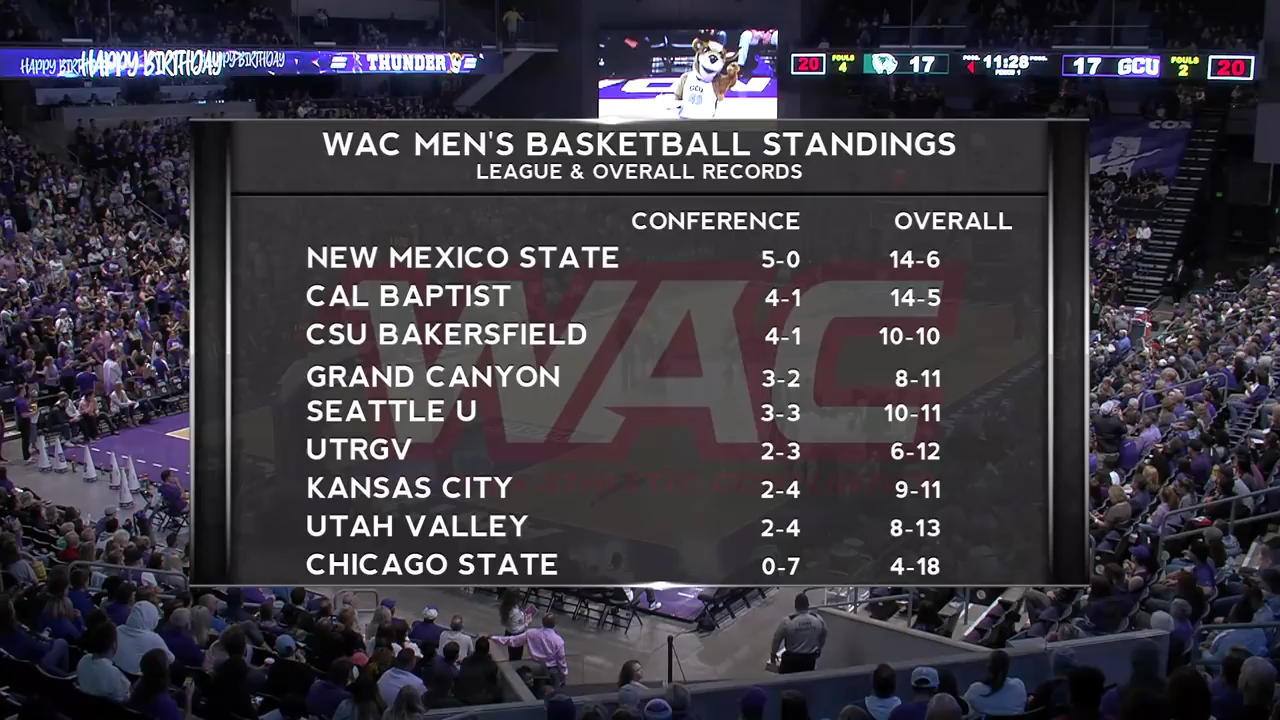 HAPPY BIRTHDAY
THUNDER
GCU
20 FOULS 4 17 11:28 PERIOD 1 17 GCU FOULS 2 20
WAC MEN'S BASKETBALL STANDINGS
LEAGUE & OVERALL RECORDS
CONFERENCE OVERALL
NEW MEXICO STATE 5-0 14-6
CAL BAPTIST 4-1 14-5
CSU BAKERSFIELD 4-1 10-10
GRAND CANYON 3-2 8-11
SEATTLE U 3-3 10-11
UTRGV 2-3 6-12
KANSAS CITY 2-4 9-11
UTAH VALLEY 2-4 8-13
CHICAGO STATE 0-7 4-18
WAC